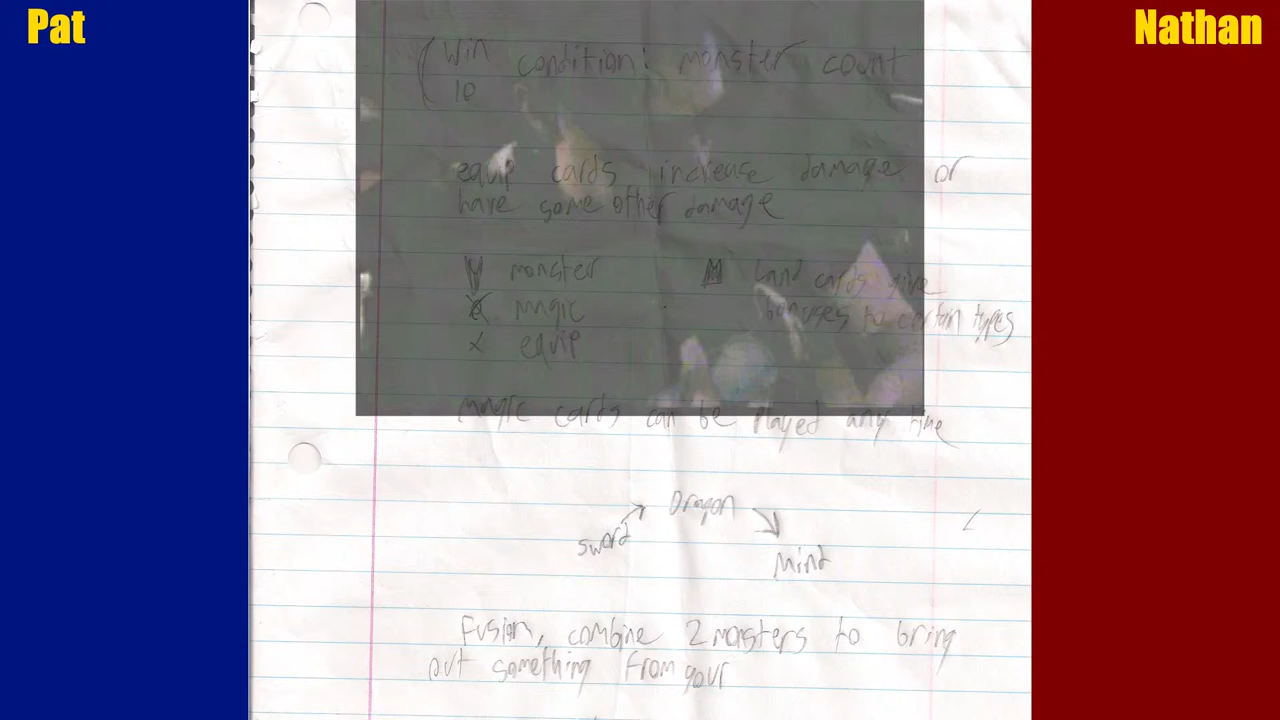 Pat
Nathan
Win condition: monster count
10
equip cards increase damage or
have some other damage
monster
magic
equip
M Land cards give
bonuses to certain types
magic cards can be played any time
Dragon
sword
Mind
Fusion, combine 2 monsters to bring
out something from your